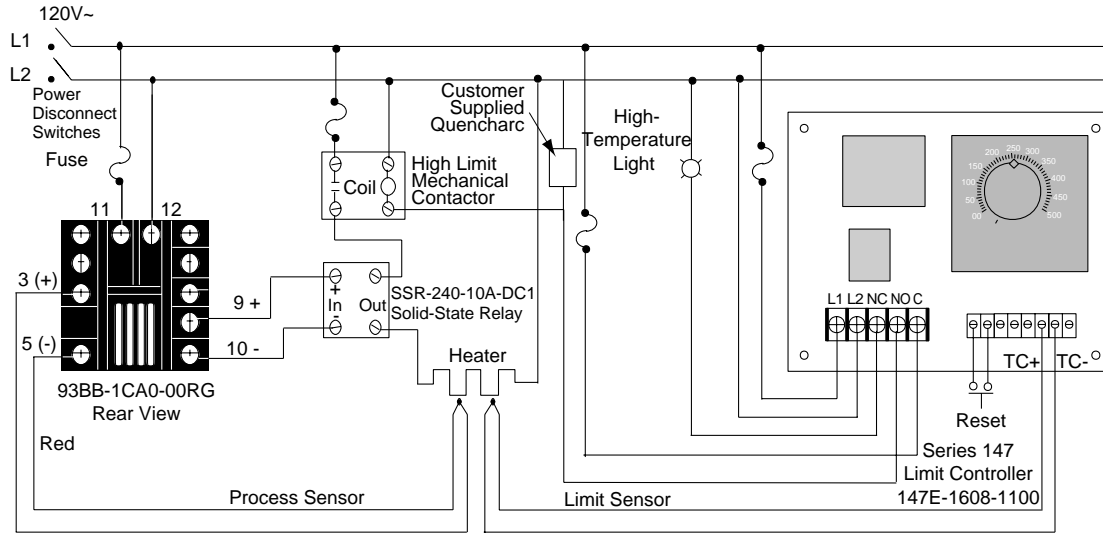 120V~
L1
L2
Power
Disconnect
Switches
Fuse
11
12
3 (+)
5 (-)
9 +
10 -
93BB-1CA0-00RG
Rear View
Red
Coil
High Limit
Mechanical
Contactor
+
In
-
Out
SSR-240-10A-DC1
Solid-State Relay
Heater
Customer
Supplied
Quencharc
High-
Temperature
Light
00
50
100
150
200
250
300
350
400
450
500
L1 L2 NC NO C
TC+
TC-
Reset
Series 147
Limit Controller
147E-1608-1100
Process Sensor
Limit Sensor